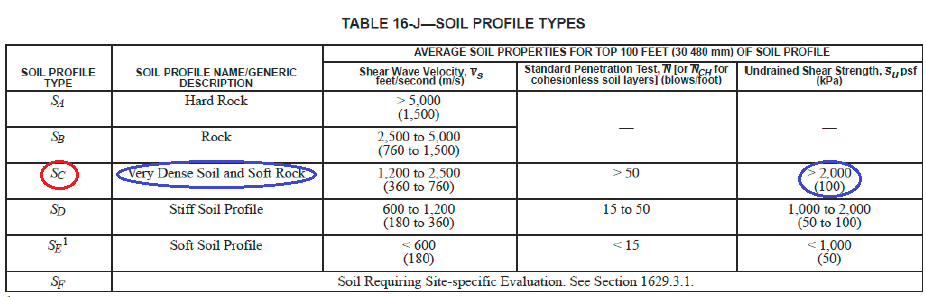 TABLE 16-J—SOIL PROFILE TYPES
AVERAGE SOIL PROPERTIES FOR TOP 100 FEET (30 480 mm) OF SOIL PROFILE
SOIL PROFILE
TYPE
SOIL PROFILE NAME/GENERIC
DESCRIPTION
Shear Wave Velocity, v̅s
feet/second (m/s)
Standard Penetration Test, N̅ [or N̅CH for
cohesionless soil layers] (blows/foot)
Undrained Shear Strength, s̅u psf
(kPa)
SA Hard Rock > 5,000
(1,500)
— —
SB Rock 2,500 to 5,000
(760 to 1,500)
SC Very Dense Soil and Soft Rock 1,200 to 2,500
(360 to 760)
> 50 > 2,000
(100)
SD Stiff Soil Profile 600 to 1,200
(180 to 360)
15 to 50 1,000 to 2,000
(50 to 100)
SE1 Soft Soil Profile < 600
(180)
< 15 < 1,000
(50)
SF Soil Requiring Site-specific Evaluation. See Section 1629.3.1.